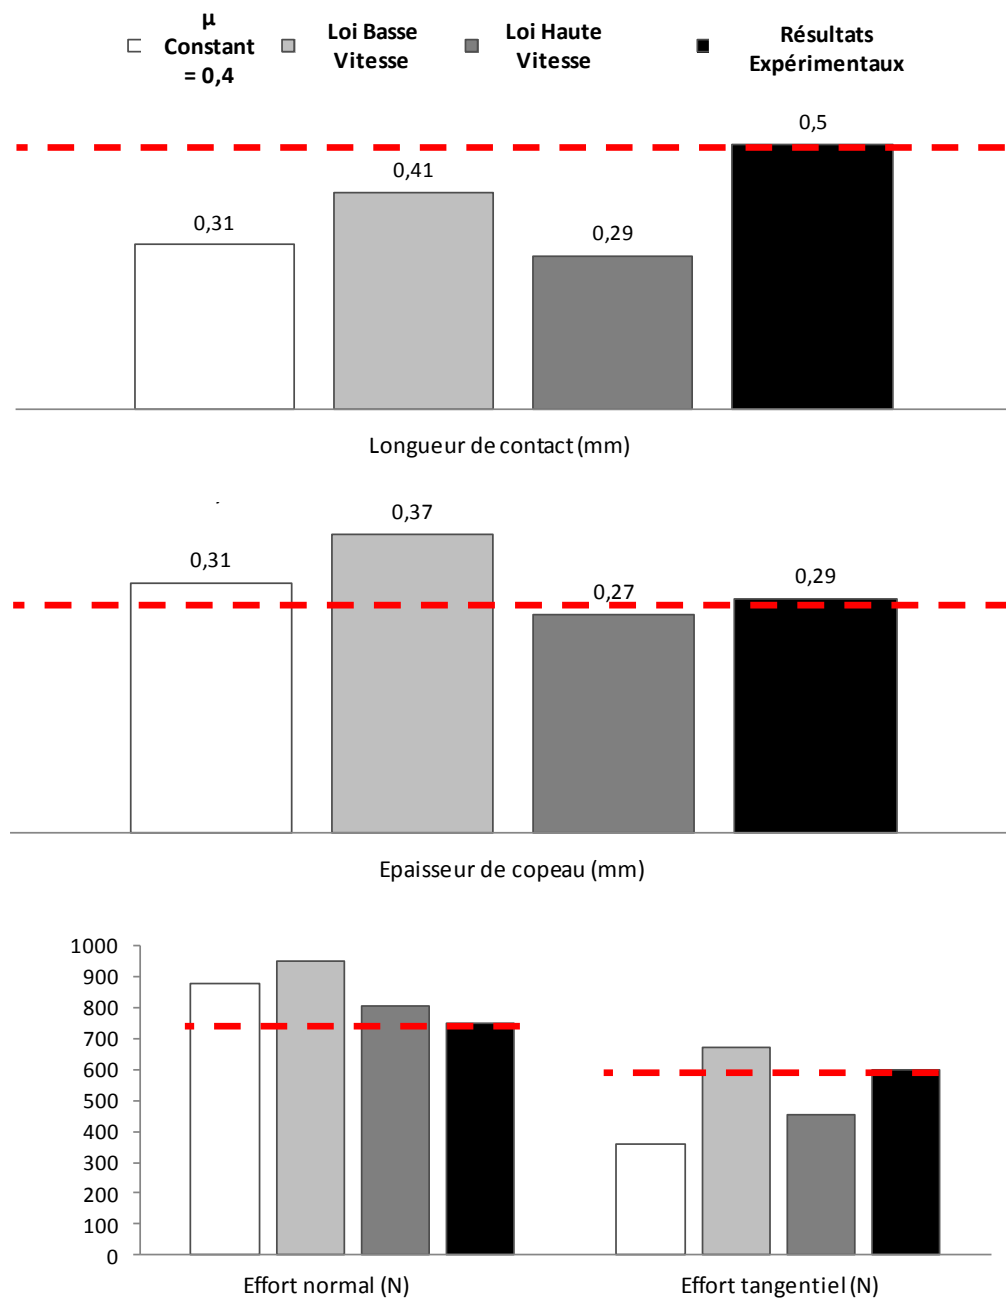 μ
Constant
= 0,4
Loi Basse
Vitesse
Loi Haute
Vitesse
Résultats
Expérimentaux
0,5
0,41
0,31
0,29
Longueur de contact (mm)
0,37
0,31
0,27
0,29
Epaisseur de copeau (mm)
1000
900
800
700
600
500
400
300
200
100
0
Effort normal (N)
Effort tangentiel (N)